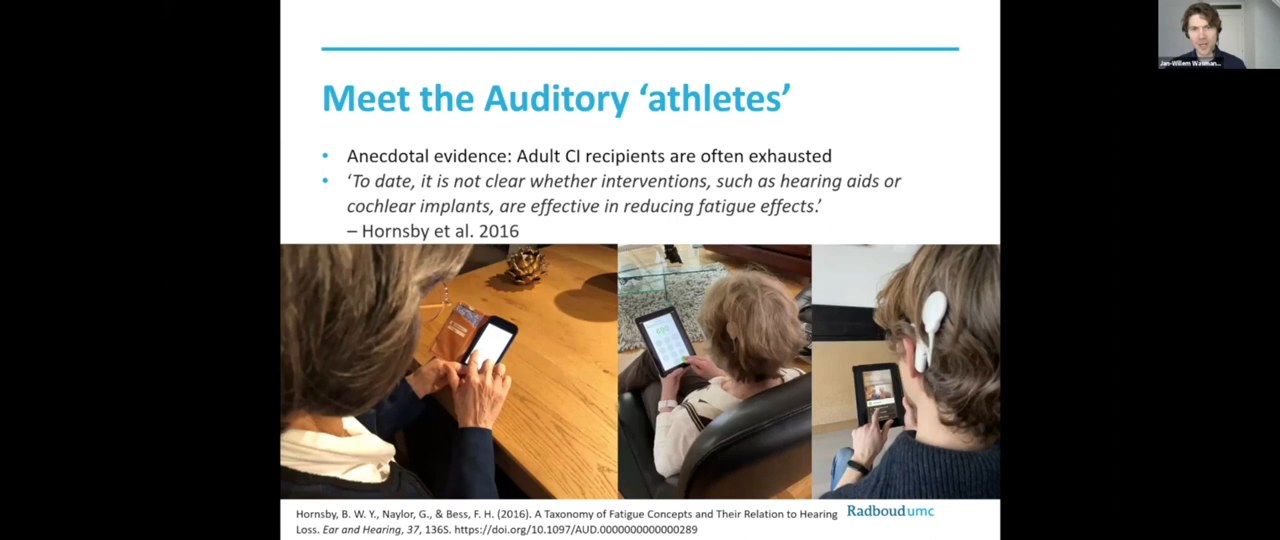 Jan-Willem Wasman...
Meet the Auditory ‘athletes’
• Anecdotal evidence: Adult CI recipients are often exhausted
• ‘To date, it is not clear whether interventions, such as hearing aids or
cochlear implants, are effective in reducing fatigue effects.’
– Hornsby et al. 2016
Hornsby, B. W. Y., Naylor, G., & Bess, F. H. (2016). A Taxonomy of Fatigue Concepts and Their Relation to Hearing
Loss. Ear and Hearing, 37, 136S. https://doi.org/10.1097/AUD.0000000000000289
Radboudumc